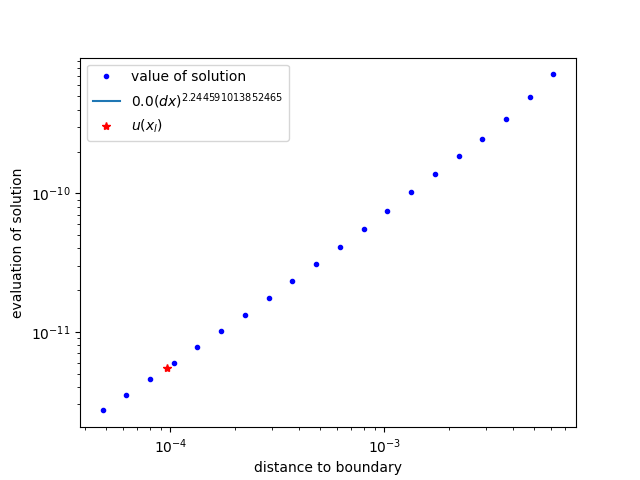 value of solution
0.0(dx)^2.244591013852465
u(x_l)
evaluation of solution
10^−10
10^−11
10^−4
10^−3
distance to boundary